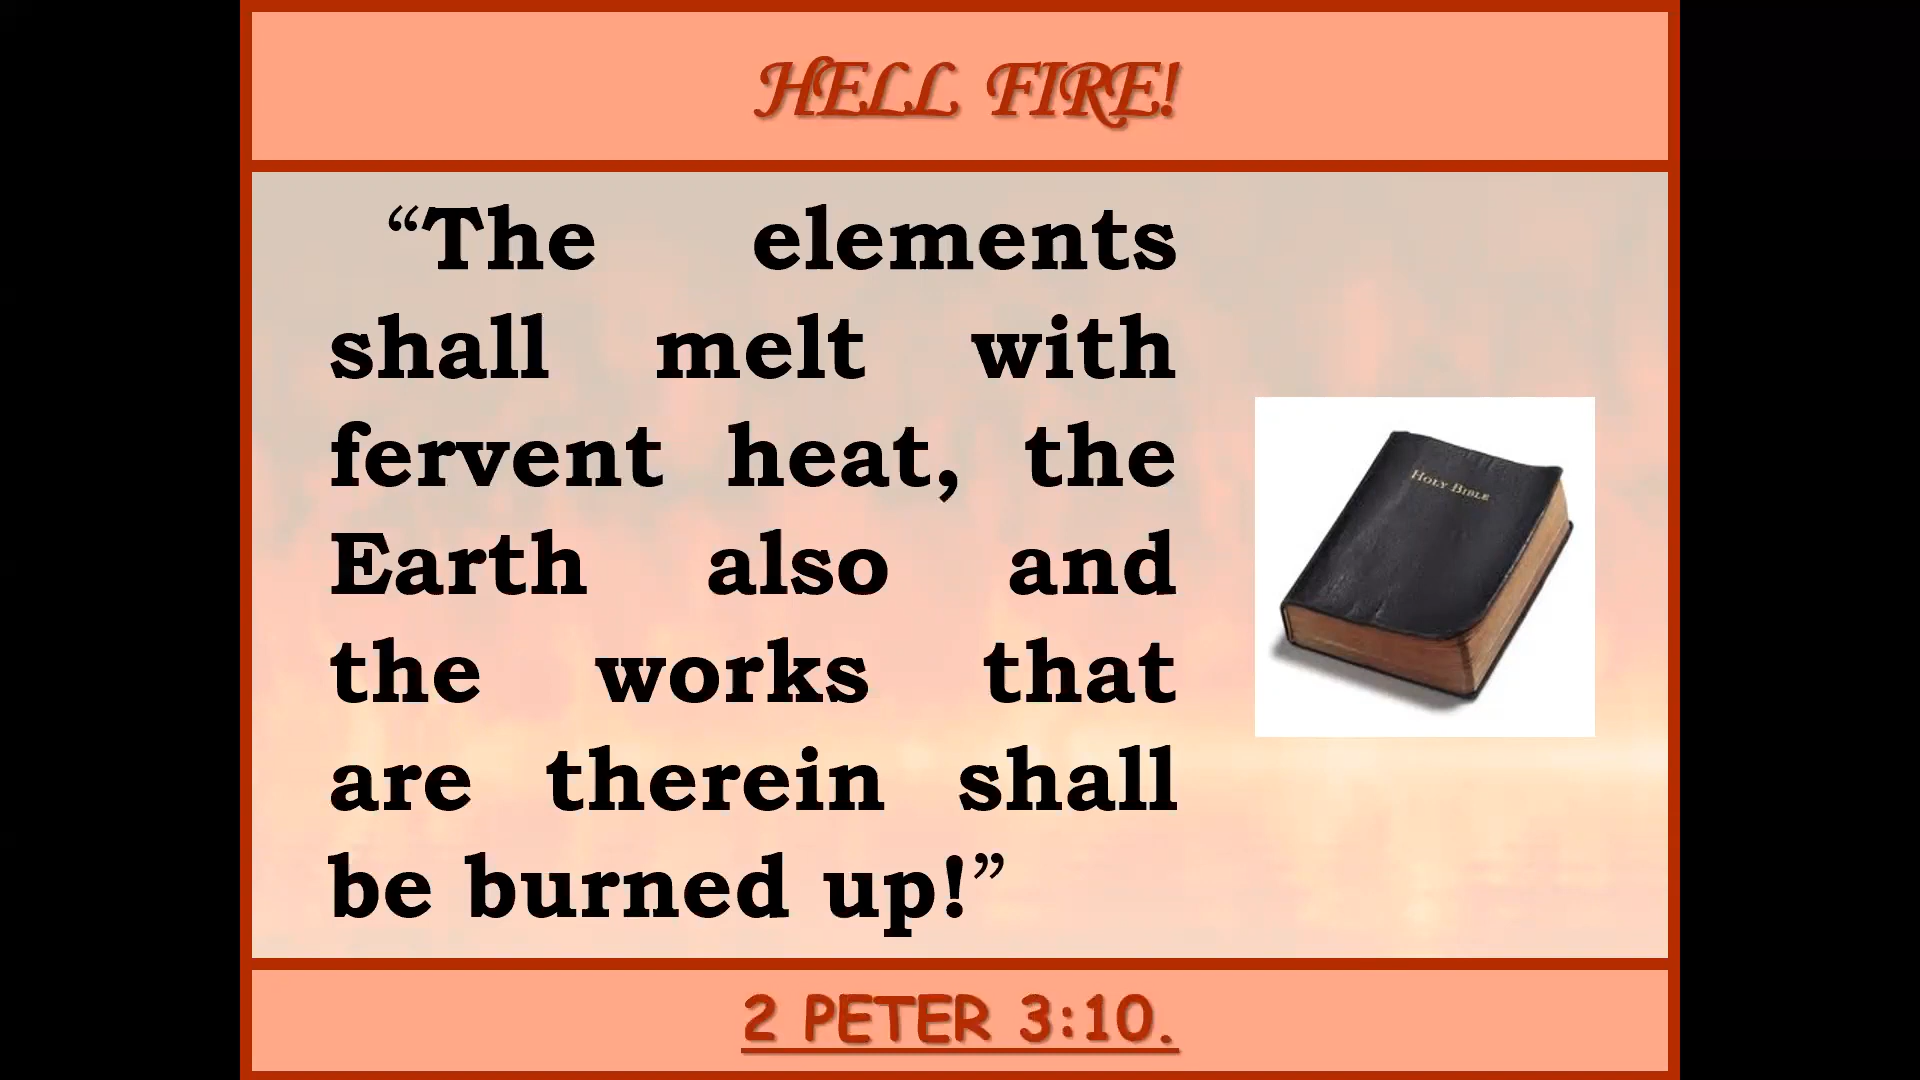 HELL FIRE!
“The elements
shall melt with
fervent heat, the
Earth also and
the works that
are therein shall
be burned up!”
HOLY BIBLE
2 PETER 3:10.